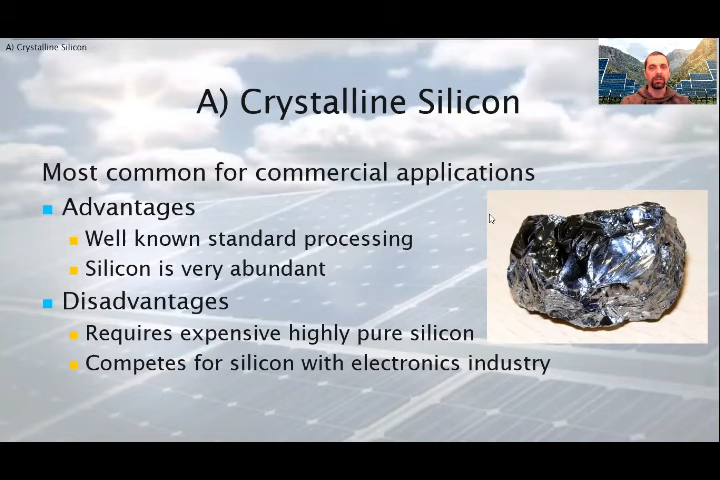 A) Crystalline Silicon
A) Crystalline Silicon
Most common for commercial applications
Advantages
Well known standard processing
Silicon is very abundant
Disadvantages
Requires expensive highly pure silicon
Competes for silicon with electronics industry